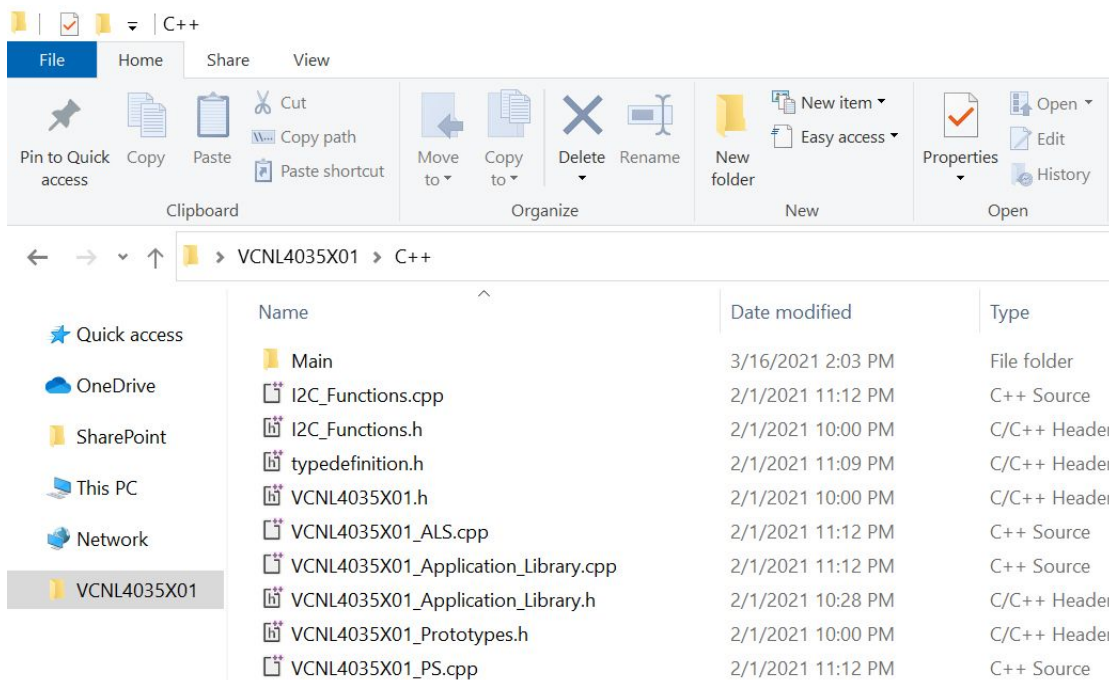 C++
File Home Share View
Pin to Quick access
Copy
Paste
Cut
Copy path
Paste shortcut
Clipboard
Move to
Copy to
Delete
Rename
Organize
New folder
New item
Easy access
New
Properties
Open
Edit
History
Open
VCNL4035X01 > C++
Quick access
OneDrive
SharePoint
This PC
Network
VCNL4035X01
Name Date modified Type
Main 3/16/2021 2:03 PM File folder
I2C_Functions.cpp 2/1/2021 11:12 PM C++ Source
I2C_Functions.h 2/1/2021 10:00 PM C/C++ Header
typedefinition.h 2/1/2021 11:09 PM C/C++ Header
VCNL4035X01.h 2/1/2021 10:00 PM C/C++ Header
VCNL4035X01_ALS.cpp 2/1/2021 11:12 PM C++ Source
VCNL4035X01_Application_Library.cpp 2/1/2021 11:12 PM C++ Source
VCNL4035X01_Application_Library.h 2/1/2021 10:28 PM C/C++ Header
VCNL4035X01_Prototypes.h 2/1/2021 10:00 PM C/C++ Header
VCNL4035X01_PS.cpp 2/1/2021 11:12 PM C++ Source